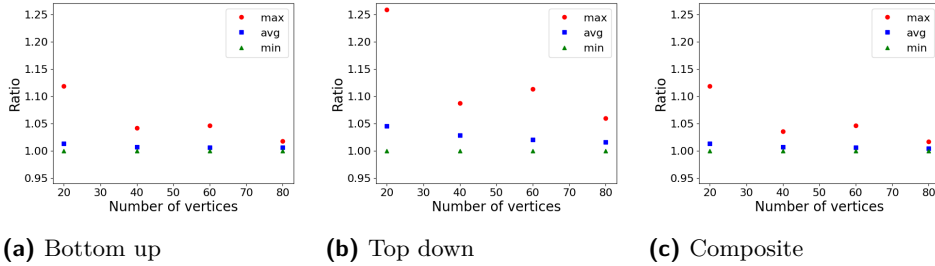 1.25
1.20
1.15
1.10
1.05
1.00
0.95
Ratio
max
avg
min
20 30 40 50 60 70 80
Number of vertices
(a) Bottom up
1.25
1.20
1.15
1.10
1.05
1.00
0.95
Ratio
max
avg
min
20 30 40 50 60 70 80
Number of vertices
(b) Top down
1.25
1.20
1.15
1.10
1.05
1.00
0.95
Ratio
max
avg
min
20 30 40 50 60 70 80
Number of vertices
(c) Composite